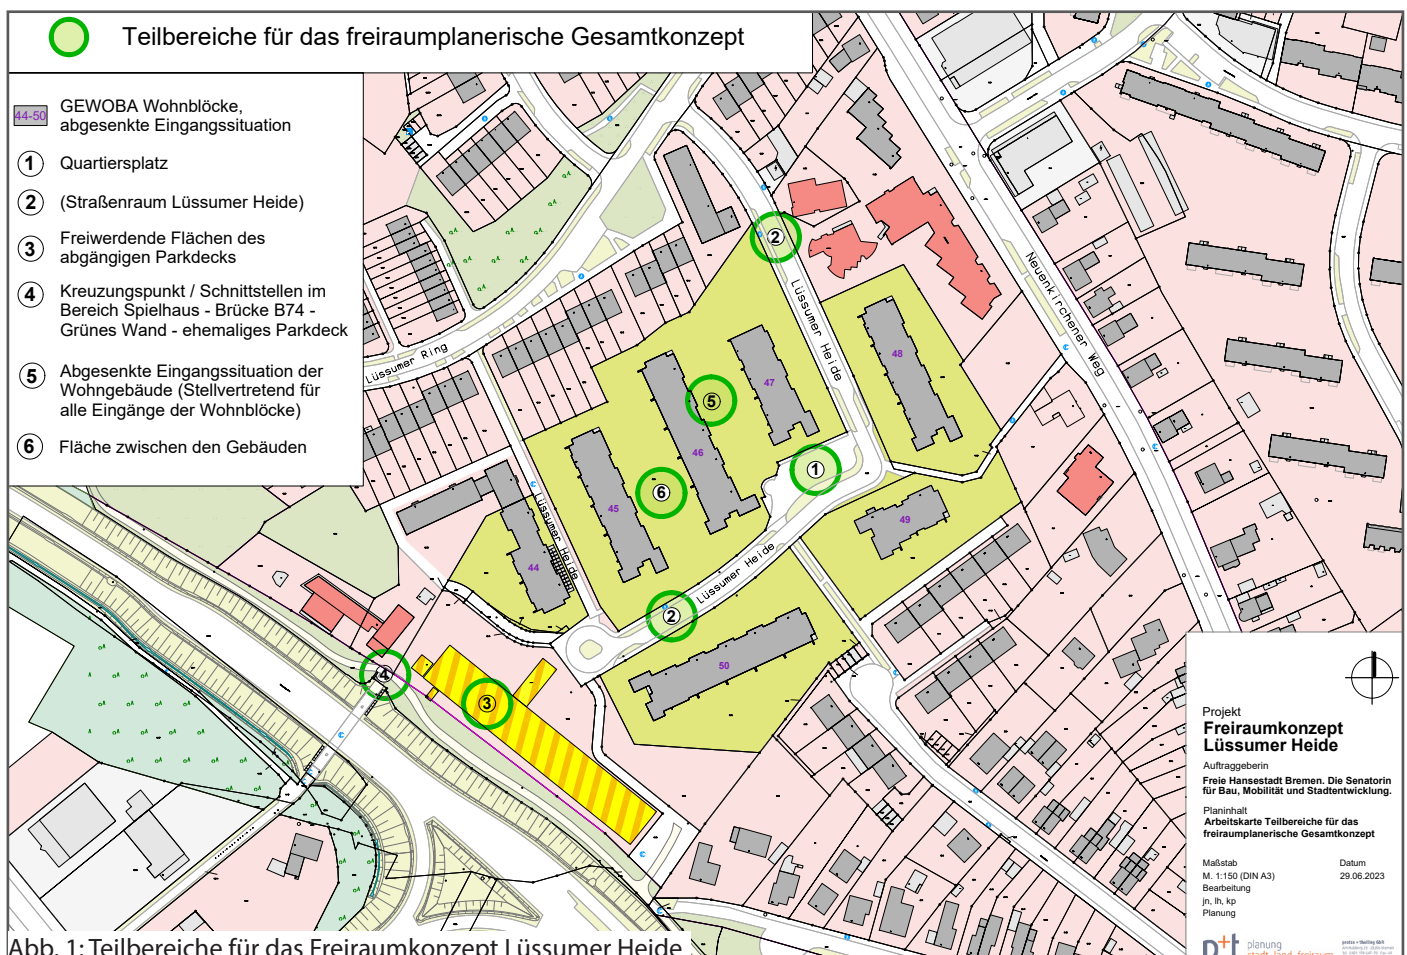 Teilbereiche für das freiraumplanerische Gesamtkonzept
44-50
GEWOBA Wohnblöcke,
abgesenkte Eingangssituation
1 Quartiersplatz
2 (Straßenraum Lüssumer Heide)
3 Freiwerdende Flächen des
abgängigen Parkdecks
4 Kreuzungspunkt / Schnittstellen im
Bereich Spielhaus - Brücke B74 -
Grünes Wand - ehemaliges Parkdeck
5 Abgesenkte Eingangssituation der
Wohngebäude (Stellvertretend für
alle Eingänge der Wohnblöcke)
6 Fläche zwischen den Gebäuden
2
Lüssumer Heide
Neuenkirchener Weg
Lüssumer Ring
48
47
5
46
1
6
45
49
Lüssumer Heide
44
Lüssumer Heide
2
50
4
3
Projekt
Freiraumkonzept
Lüssumer Heide
Auftraggeberin
Freie Hansestadt Bremen. Die Senatorin
für Bau, Mobilität und Stadtentwicklung.
Planinhalt
Arbeitskarte Teilbereiche für das
freiraumplanerische Gesamtkonzept
Maßstab
Datum
M. 1:150 (DIN A3)
29.06.2023
Bearbeitung
jn, lh, kp
Planung
p+t planung
stadt land freiraum
Abb. 1: Teilbereiche für das Freiraumkonzept Lüssumer Heide